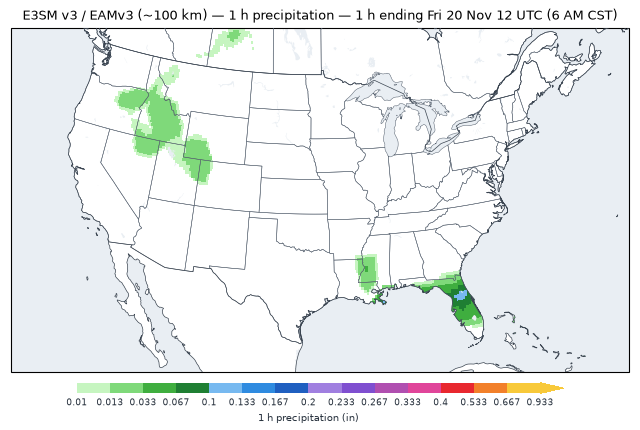 E3SM v3 / EAMv3 (~100 km) — 1 h precipitation — 1 h ending Fri 20 Nov 12 UTC (6 AM CST)
0.01 0.013 0.033 0.067 0.1 0.133 0.167 0.2 0.233 0.267 0.333 0.4 0.533 0.667 0.933
1 h precipitation (in)